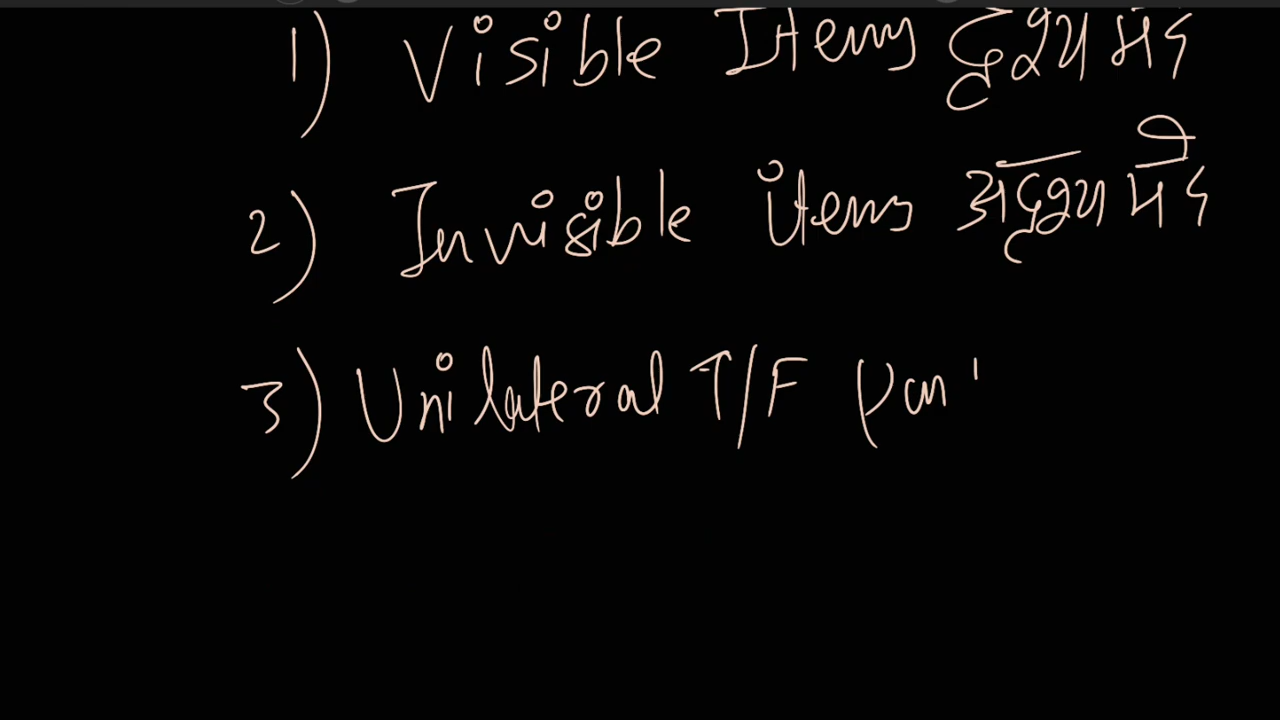 1) Visible Items दृश्य मद
2) Invisible items अदृश्य मदें
3) Unilateral T/F